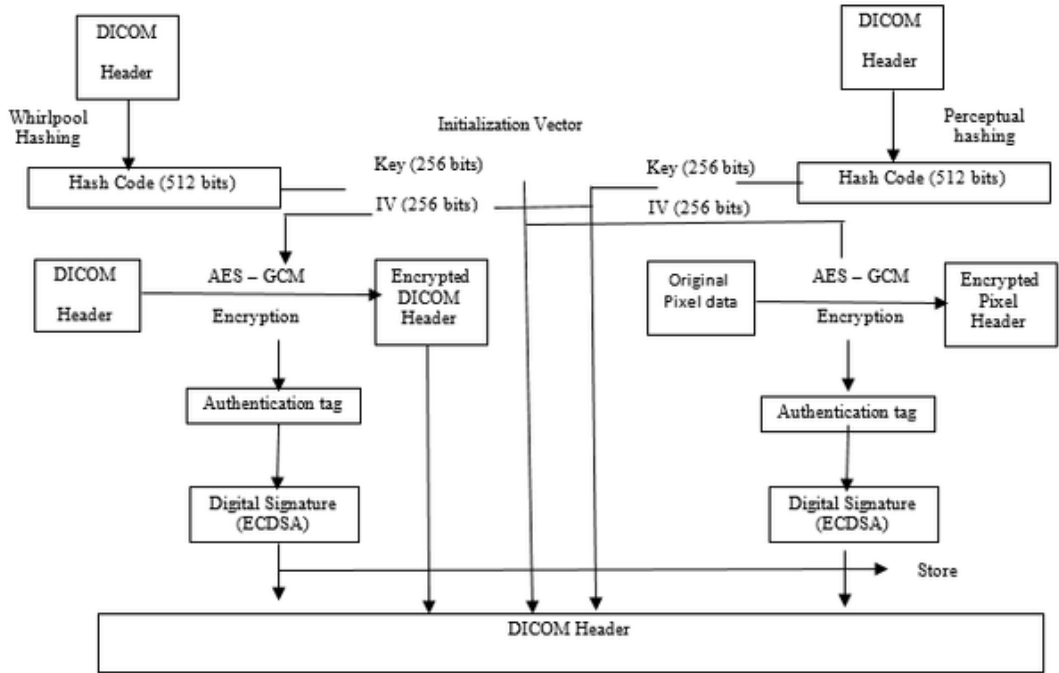 DICOM
Header
DICOM
Header
Whirlpool
Hashing
Initialization Vector
Perceptual
hashing
Key (256 bits)
Key (256 bits)
Hash Code (512 bits)
Hash Code (512 bits)
IV (256 bits)
IV (256 bits)
DICOM
Header
AES – GCM
Encryption
Encrypted
DICOM
Header
Original
Pixel data
AES – GCM
Encryption
Encrypted
Pixel
Header
Authentication tag
Authentication tag
Digital Signature
(ECDSA)
Digital Signature
(ECDSA)
Store
DICOM Header